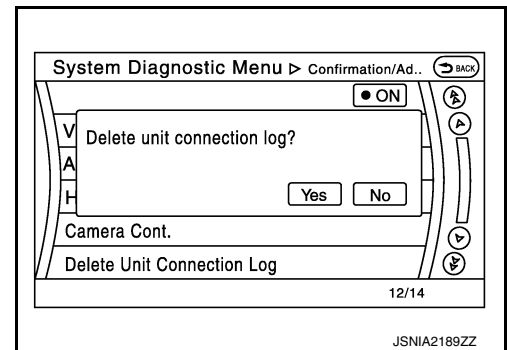 System Diagnostic Menu ▷ Confirmation/Ad.. BACK
● ON
V
Delete unit connection log?
A
H
Yes No
Camera Cont.
Delete Unit Connection Log
12/14
JSNIA2189ZZ